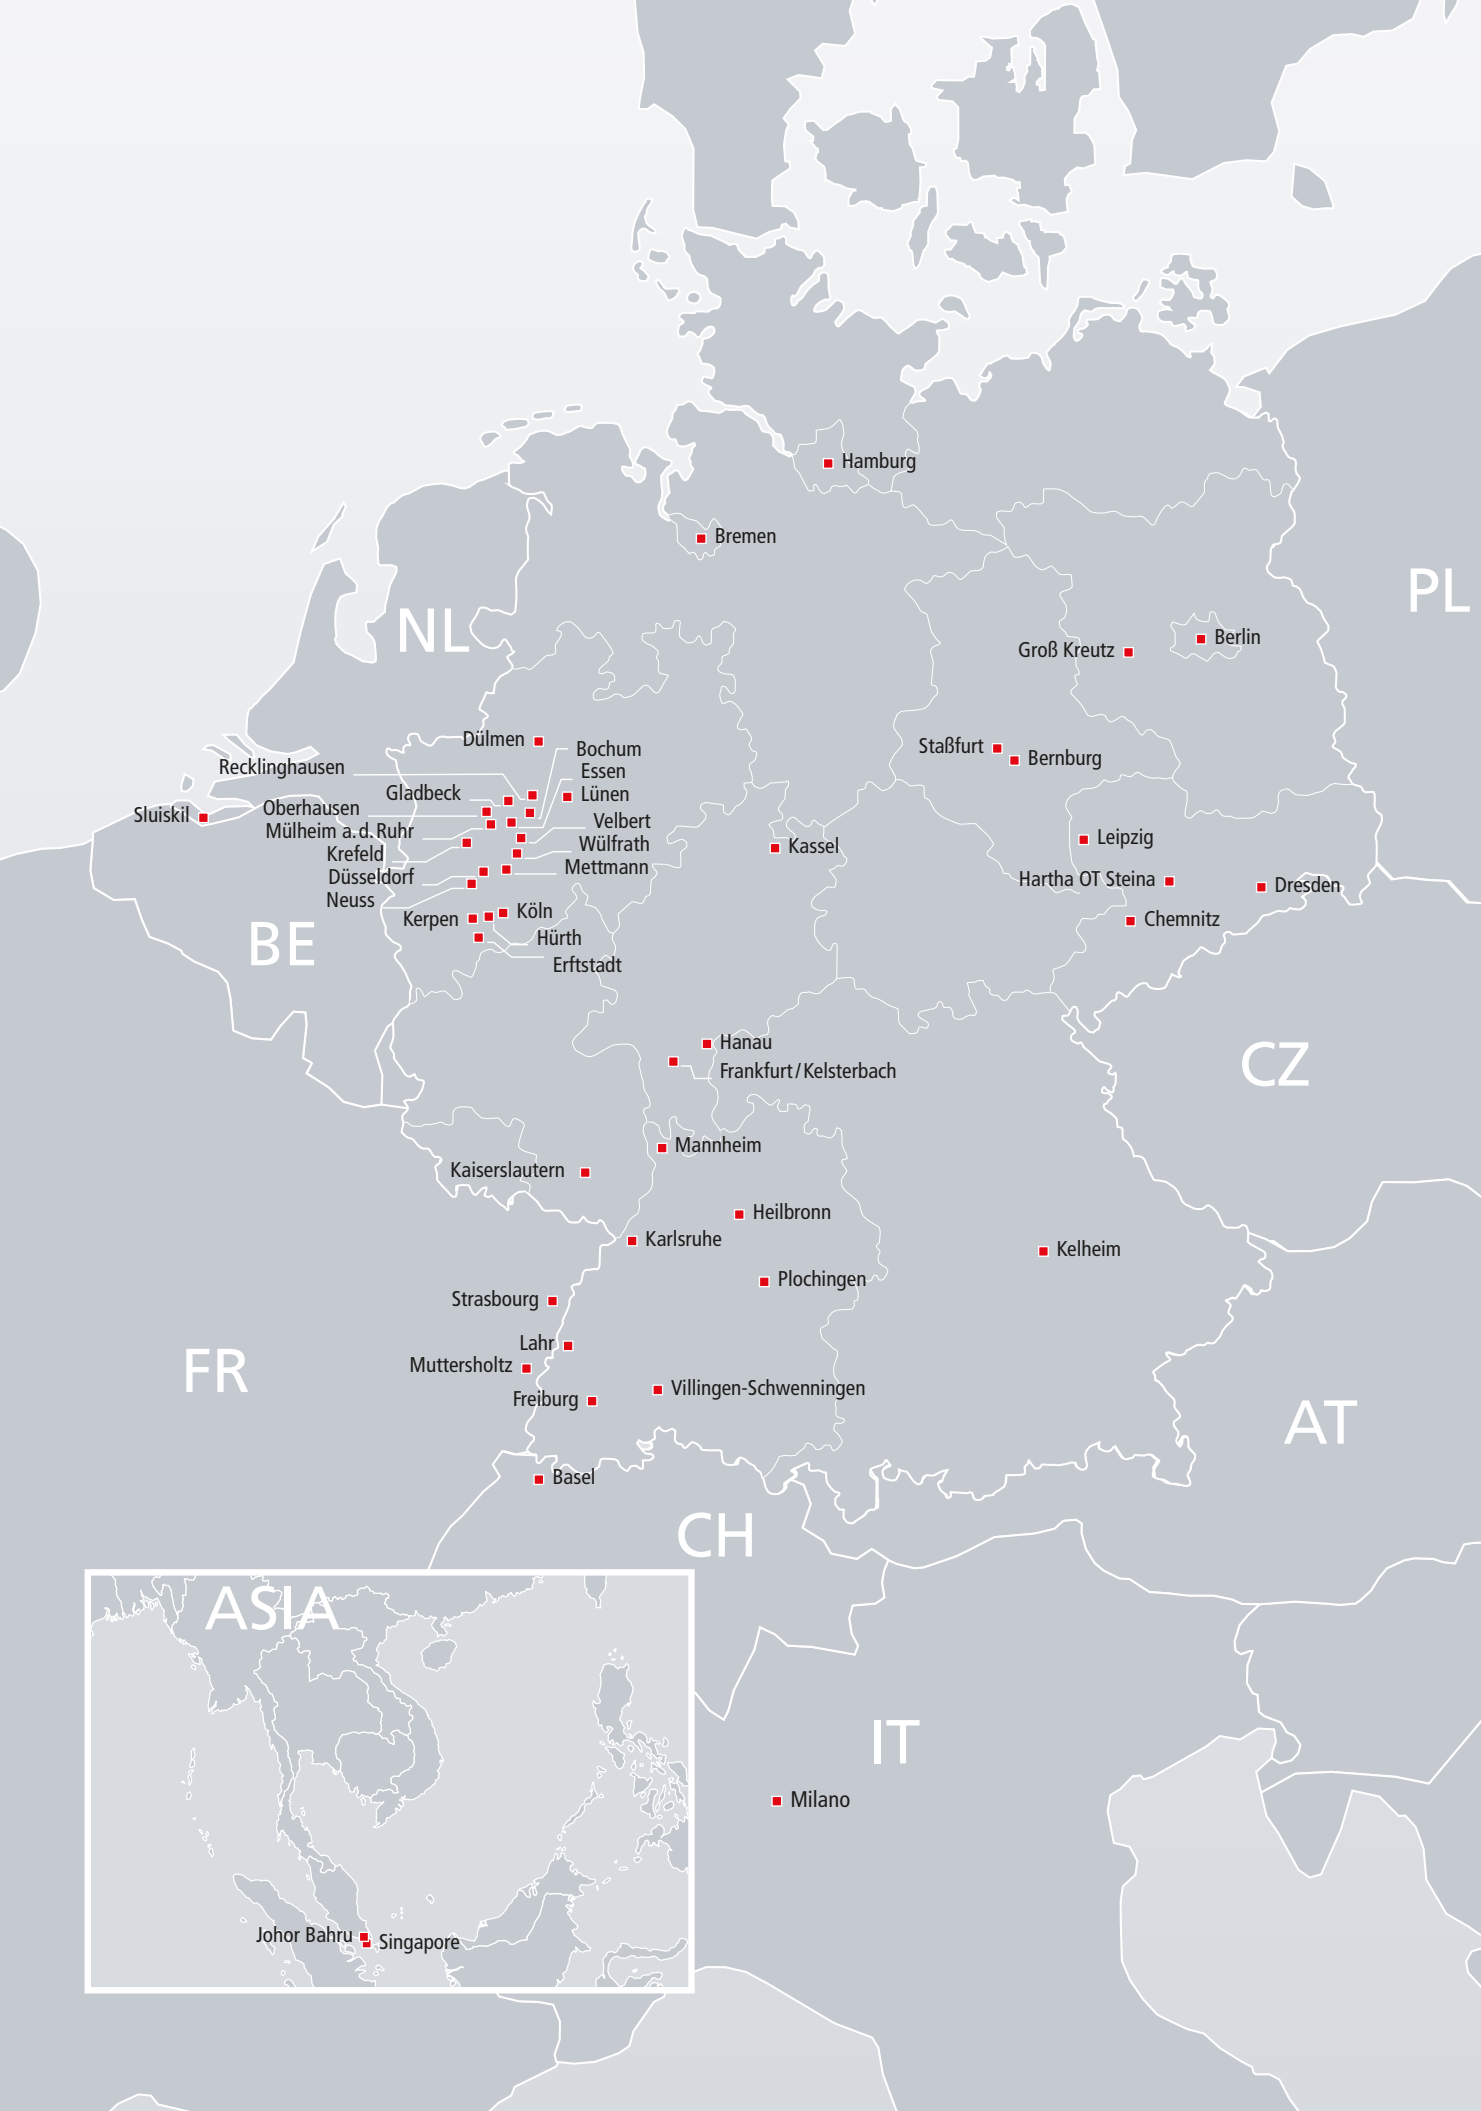 Hamburg
Bremen
PL
NL
Berlin
Groß Kreutz
Dülmen
Bochum
Staßfurt
Bernburg
Recklinghausen
Essen
Gladbeck
Lünen
Oberhausen
Sluiskil
Velbert
Mülheim a.d.Ruhr
Leipzig
Wülfrath
Kassel
Krefeld
Mettmann
Düsseldorf
Hartha OT Steina
Dresden
Neuss
Köln
Kerpen
Chemnitz
BE
Hürth
Erftstadt
Hanau
CZ
Frankfurt/Kelsterbach
Mannheim
Kaiserslautern
Heilbronn
Karlsruhe
Kelheim
Plochingen
Strasbourg
Lahr
Muttersholtz
FR
Villingen-Schwenningen
Freiburg
AT
Basel
CH
ASIA
IT
Milano
Johor Bahru
Singapore